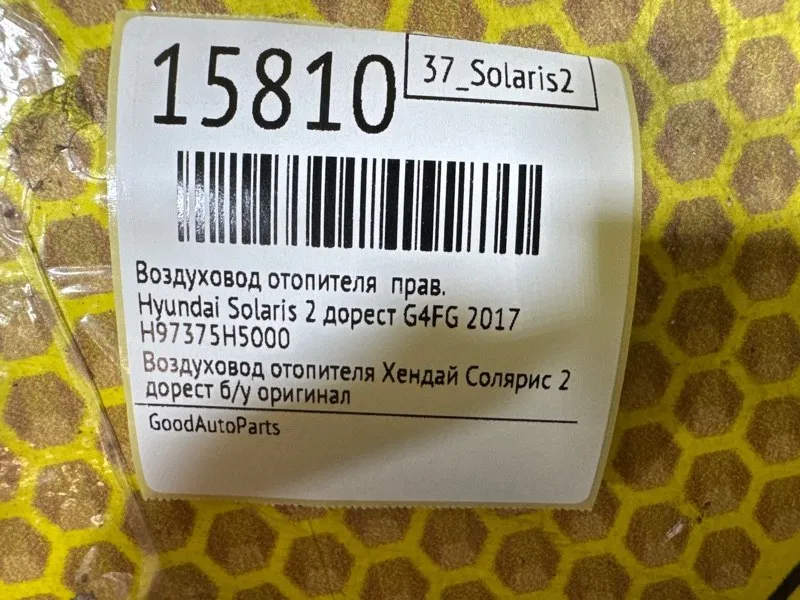 15810
37_Solaris2
Воздуховод отопителя прав.
Hyundai Solaris 2 дорест G4FG 2017
H97375H5000
Воздуховод отопителя Хендай Солярис 2
дорест б/у оригинал
GoodAutoParts